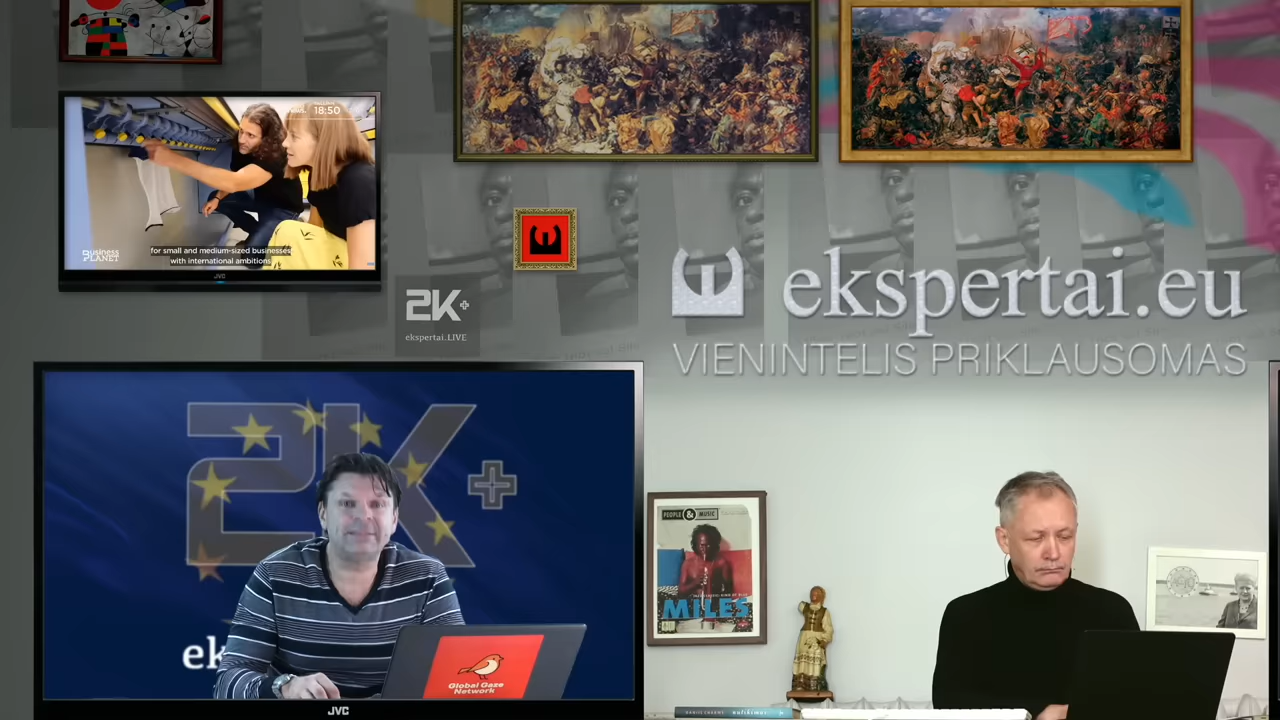 18:50
BUSINESS
PLANET
for small and medium-sized businesses
with international ambitions
JVC
2K+
ekspertai.LIVE
ekspertai.eu
VIENINTELIS PRIKLAUSOMAS
2K+
ek
Global Gaze
Network
JVC
PEOPLE & MUSIC
MILES